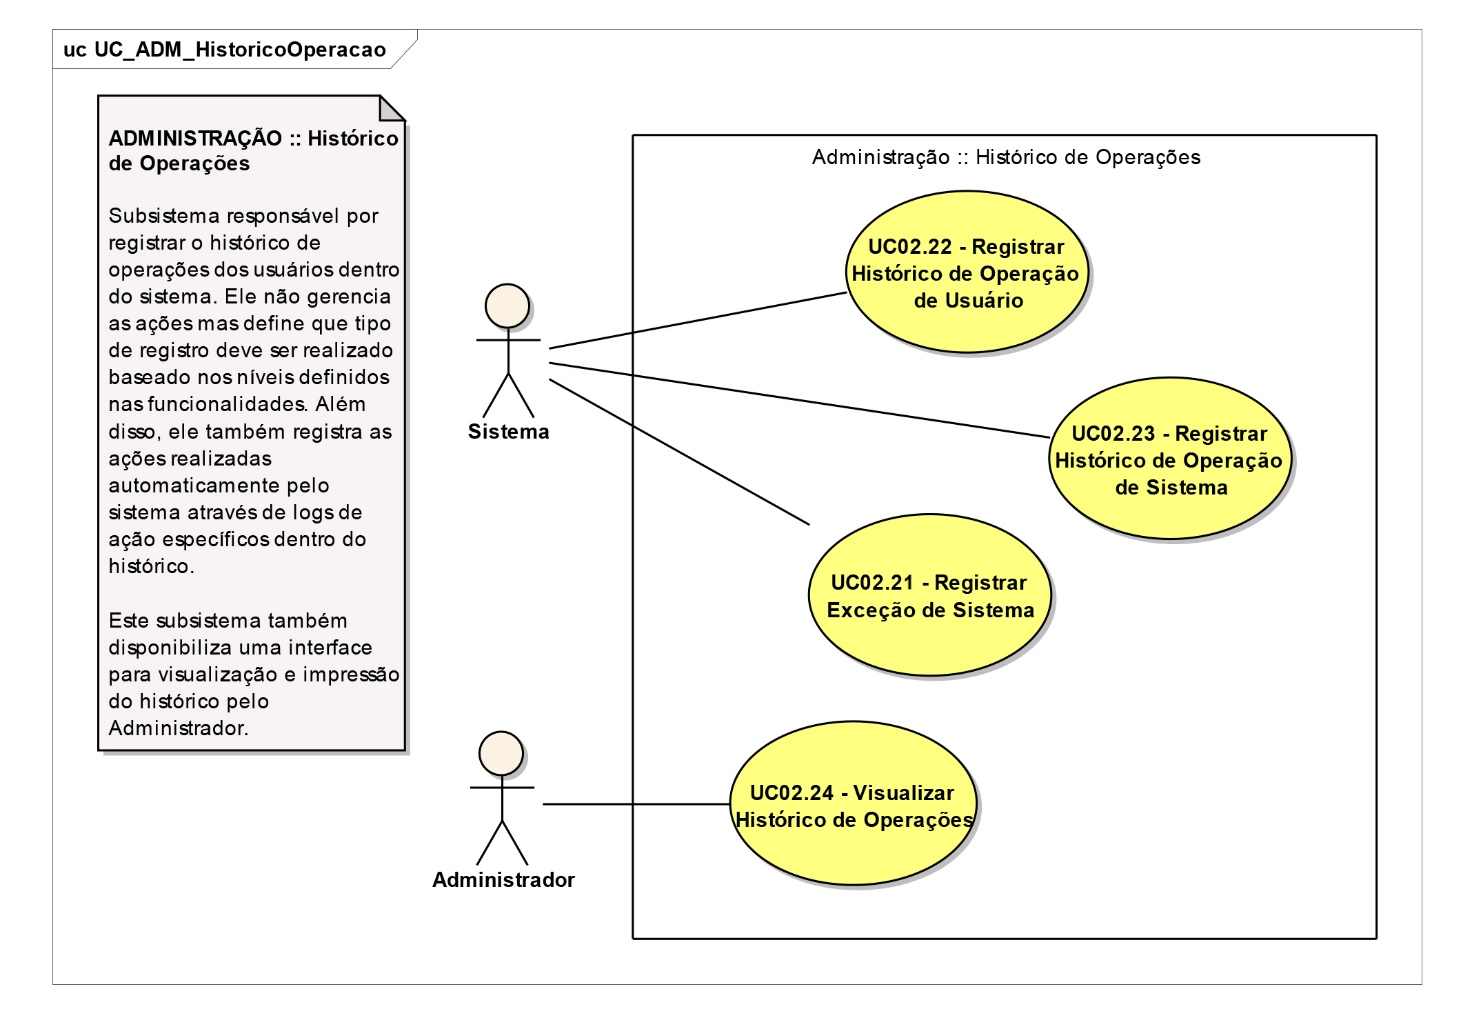 uc UC_ADM_HistoricoOperacao
ADMINISTRAÇÃO :: Histórico
de Operações
Subsistema responsável por
registrar o histórico de
operações dos usuários dentro
do sistema. Ele não gerencia
as ações mas define que tipo
de registro deve ser realizado
baseado nos níveis definidos
nas funcionalidades. Além
disso, ele também registra as
ações realizadas
automaticamente pelo
sistema através de logs de
ação específicos dentro do
histórico.
Este subsistema também
disponibiliza uma interface
para visualização e impressão
do histórico pelo
Administrador.
Administração :: Histórico de Operações
UC02.22 - Registrar
Histórico de Operação
de Usuário
Sistema
UC02.23 - Registrar
Histórico de Operação
de Sistema
UC02.21 - Registrar
Exceção de Sistema
UC02.24 - Visualizar
Histórico de Operações
Administrador